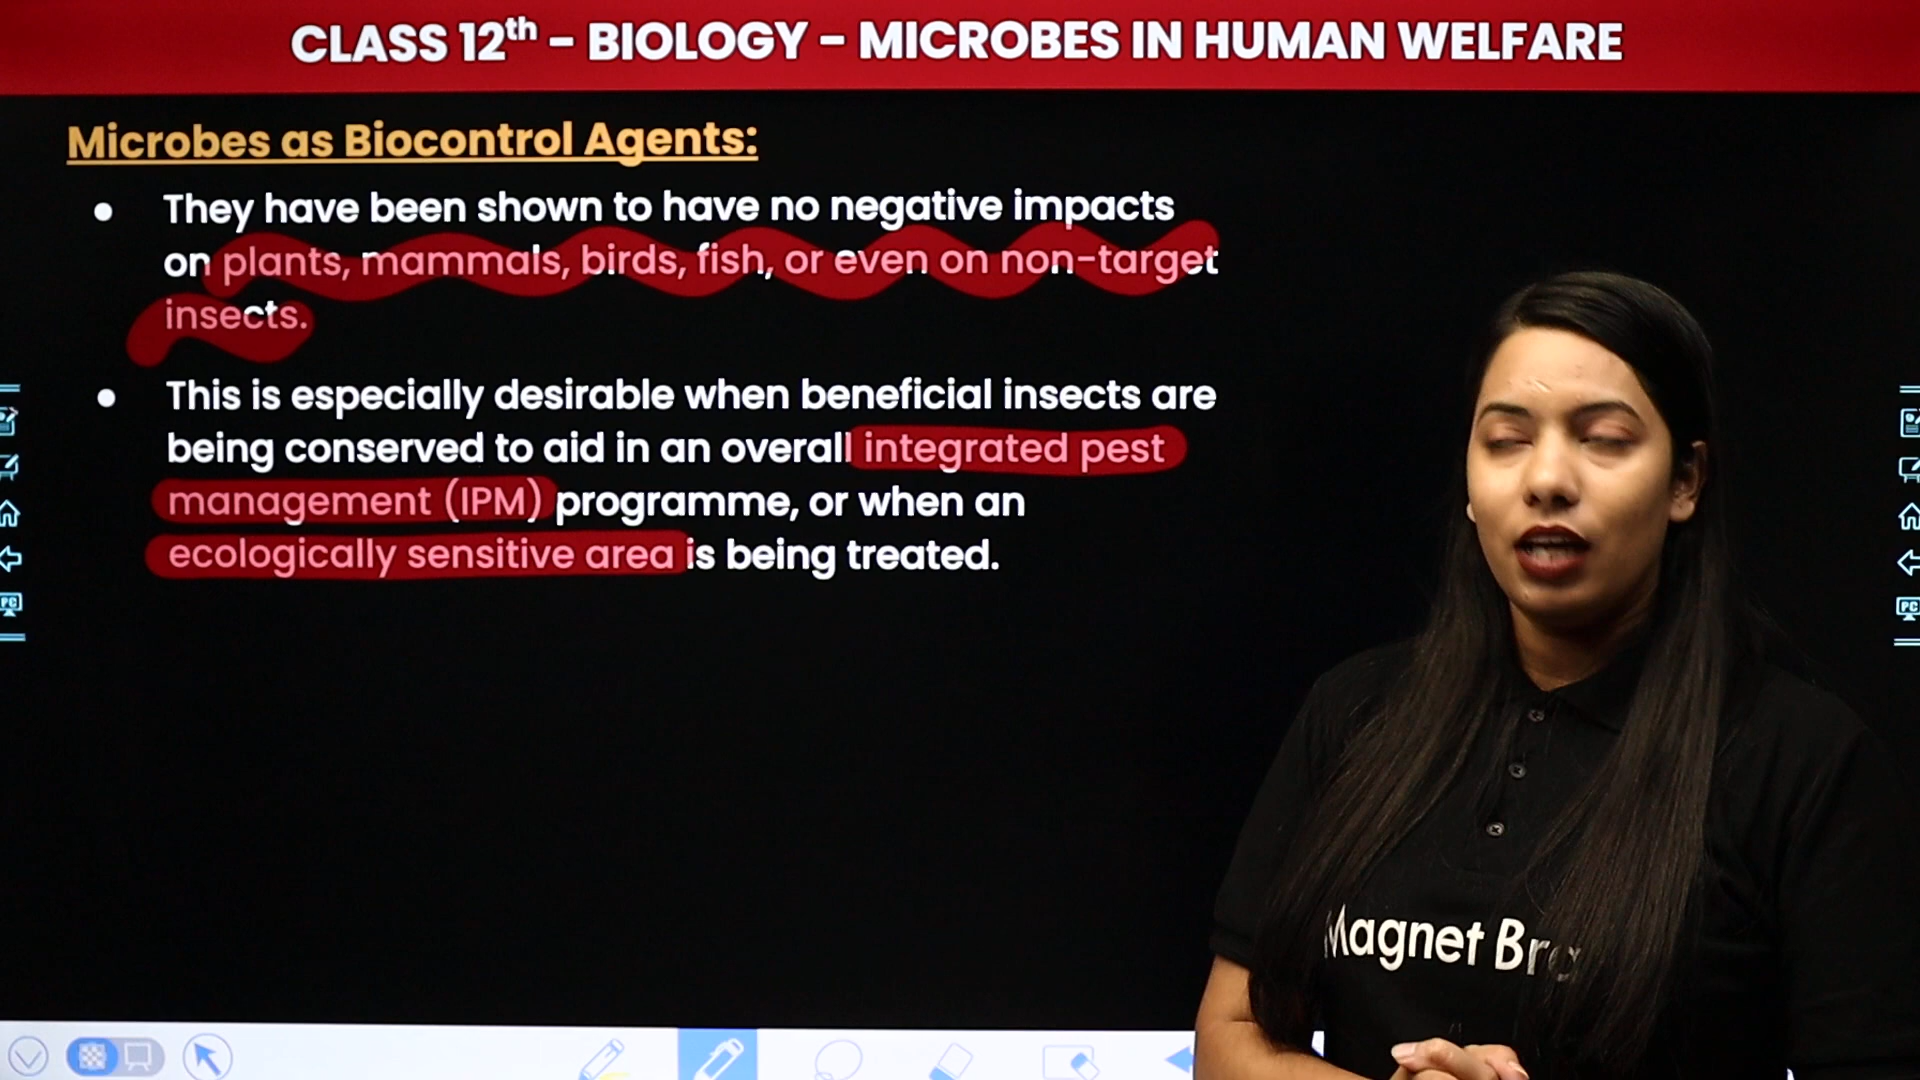 CLASS 12th – BIOLOGY – MICROBES IN HUMAN WELFARE
Microbes as Biocontrol Agents:
• They have been shown to have no negative impacts
on plants, mammals, birds, fish, or even on non-target
insects.
• This is especially desirable when beneficial insects are
being conserved to aid in an overall integrated pest
management (IPM) programme, or when an
ecologically sensitive area is being treated.
PC
PC
Magnet Bra